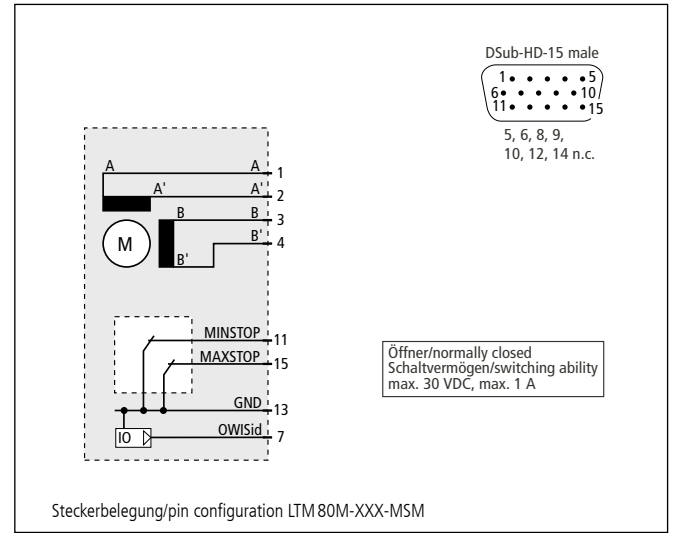 DSub-HD-15 male
1 5
6 10
11 15
5, 6, 8, 9,
10, 12, 14 n.c.
A A 1
A' A' 2
B B 3
M B' 4
B'
MINSTOP 11
MAXSTOP 15
GND 13
IO OWISid 7
Öffner/normally closed
Schaltvermögen/switching ability
max. 30 VDC, max. 1 A
Steckerbelegung/pin configuration LTM 80M-XXX-MSM